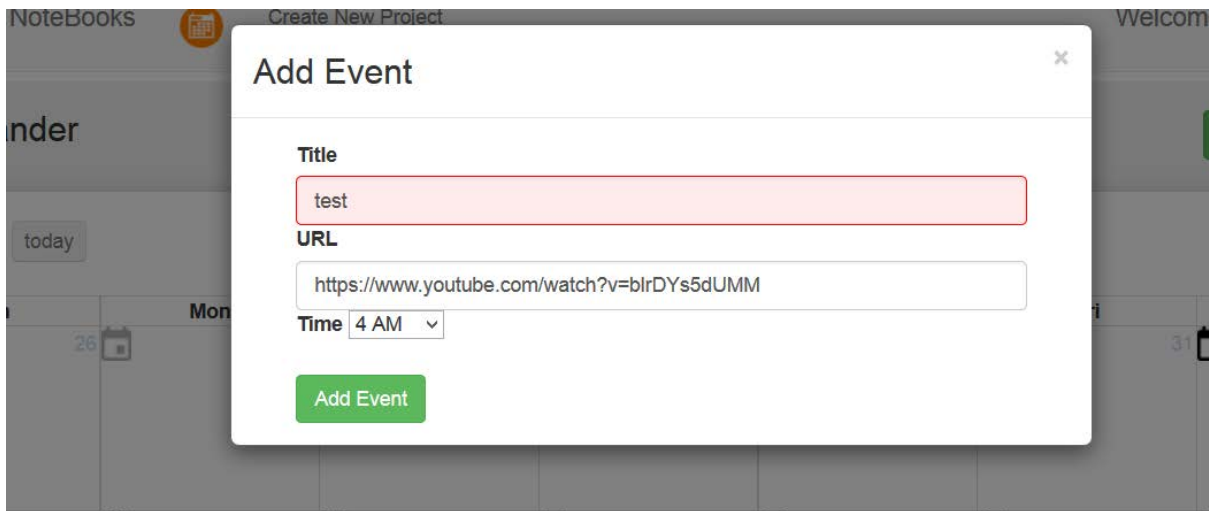 NoteBooks
Create New Project
Welcom
Add Event
×
nder
Title
test
today
URL
https://www.youtube.com/watch?v=blrDYs5dUMM
Mon
ri
Time 4 AM
26
31
Add Event